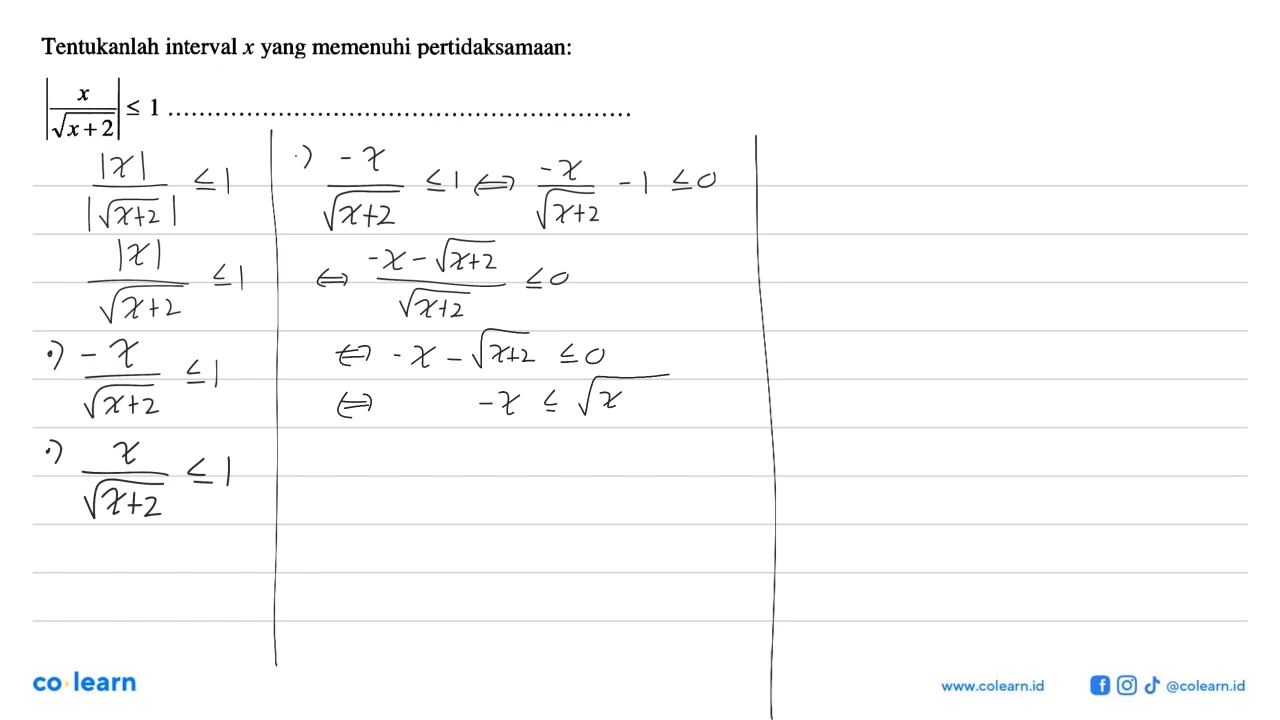 Tentukanlah interval x yang memenuhi pertidaksamaan:
|x/√(x+2)| ≤ 1 ............................................................
|x|/|√(x+2)| ≤ 1
|x|/√(x+2) ≤ 1
•) -x/√(x+2) ≤ 1
•) x/√(x+2) ≤ 1
•) -x/√(x+2) ≤ 1 ⇔ -x/√(x+2) - 1 ≤ 0
⇔ (-x - √(x+2))/√(x+2) ≤ 0
⇔ -x - √(x+2) ≤ 0
⇔ -x ≤ √x
co learn
www.colearn.id
@colearn.id